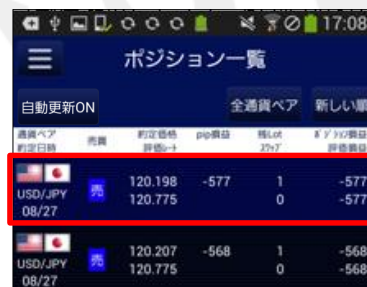 17:08
ポジション一覧
自動更新ON 全通貨ペア 新しい順
通貨ペア 売買 約定価格 pip損益 残Lot ポジション損益
約定日時 評価レート スワップ 評価損益
USD/JPY 売 120.198 -577 1 -577
08/27 120.775 0 -577
USD/JPY 売 120.207 -568 1 -568
08/27 120.775 0 -568